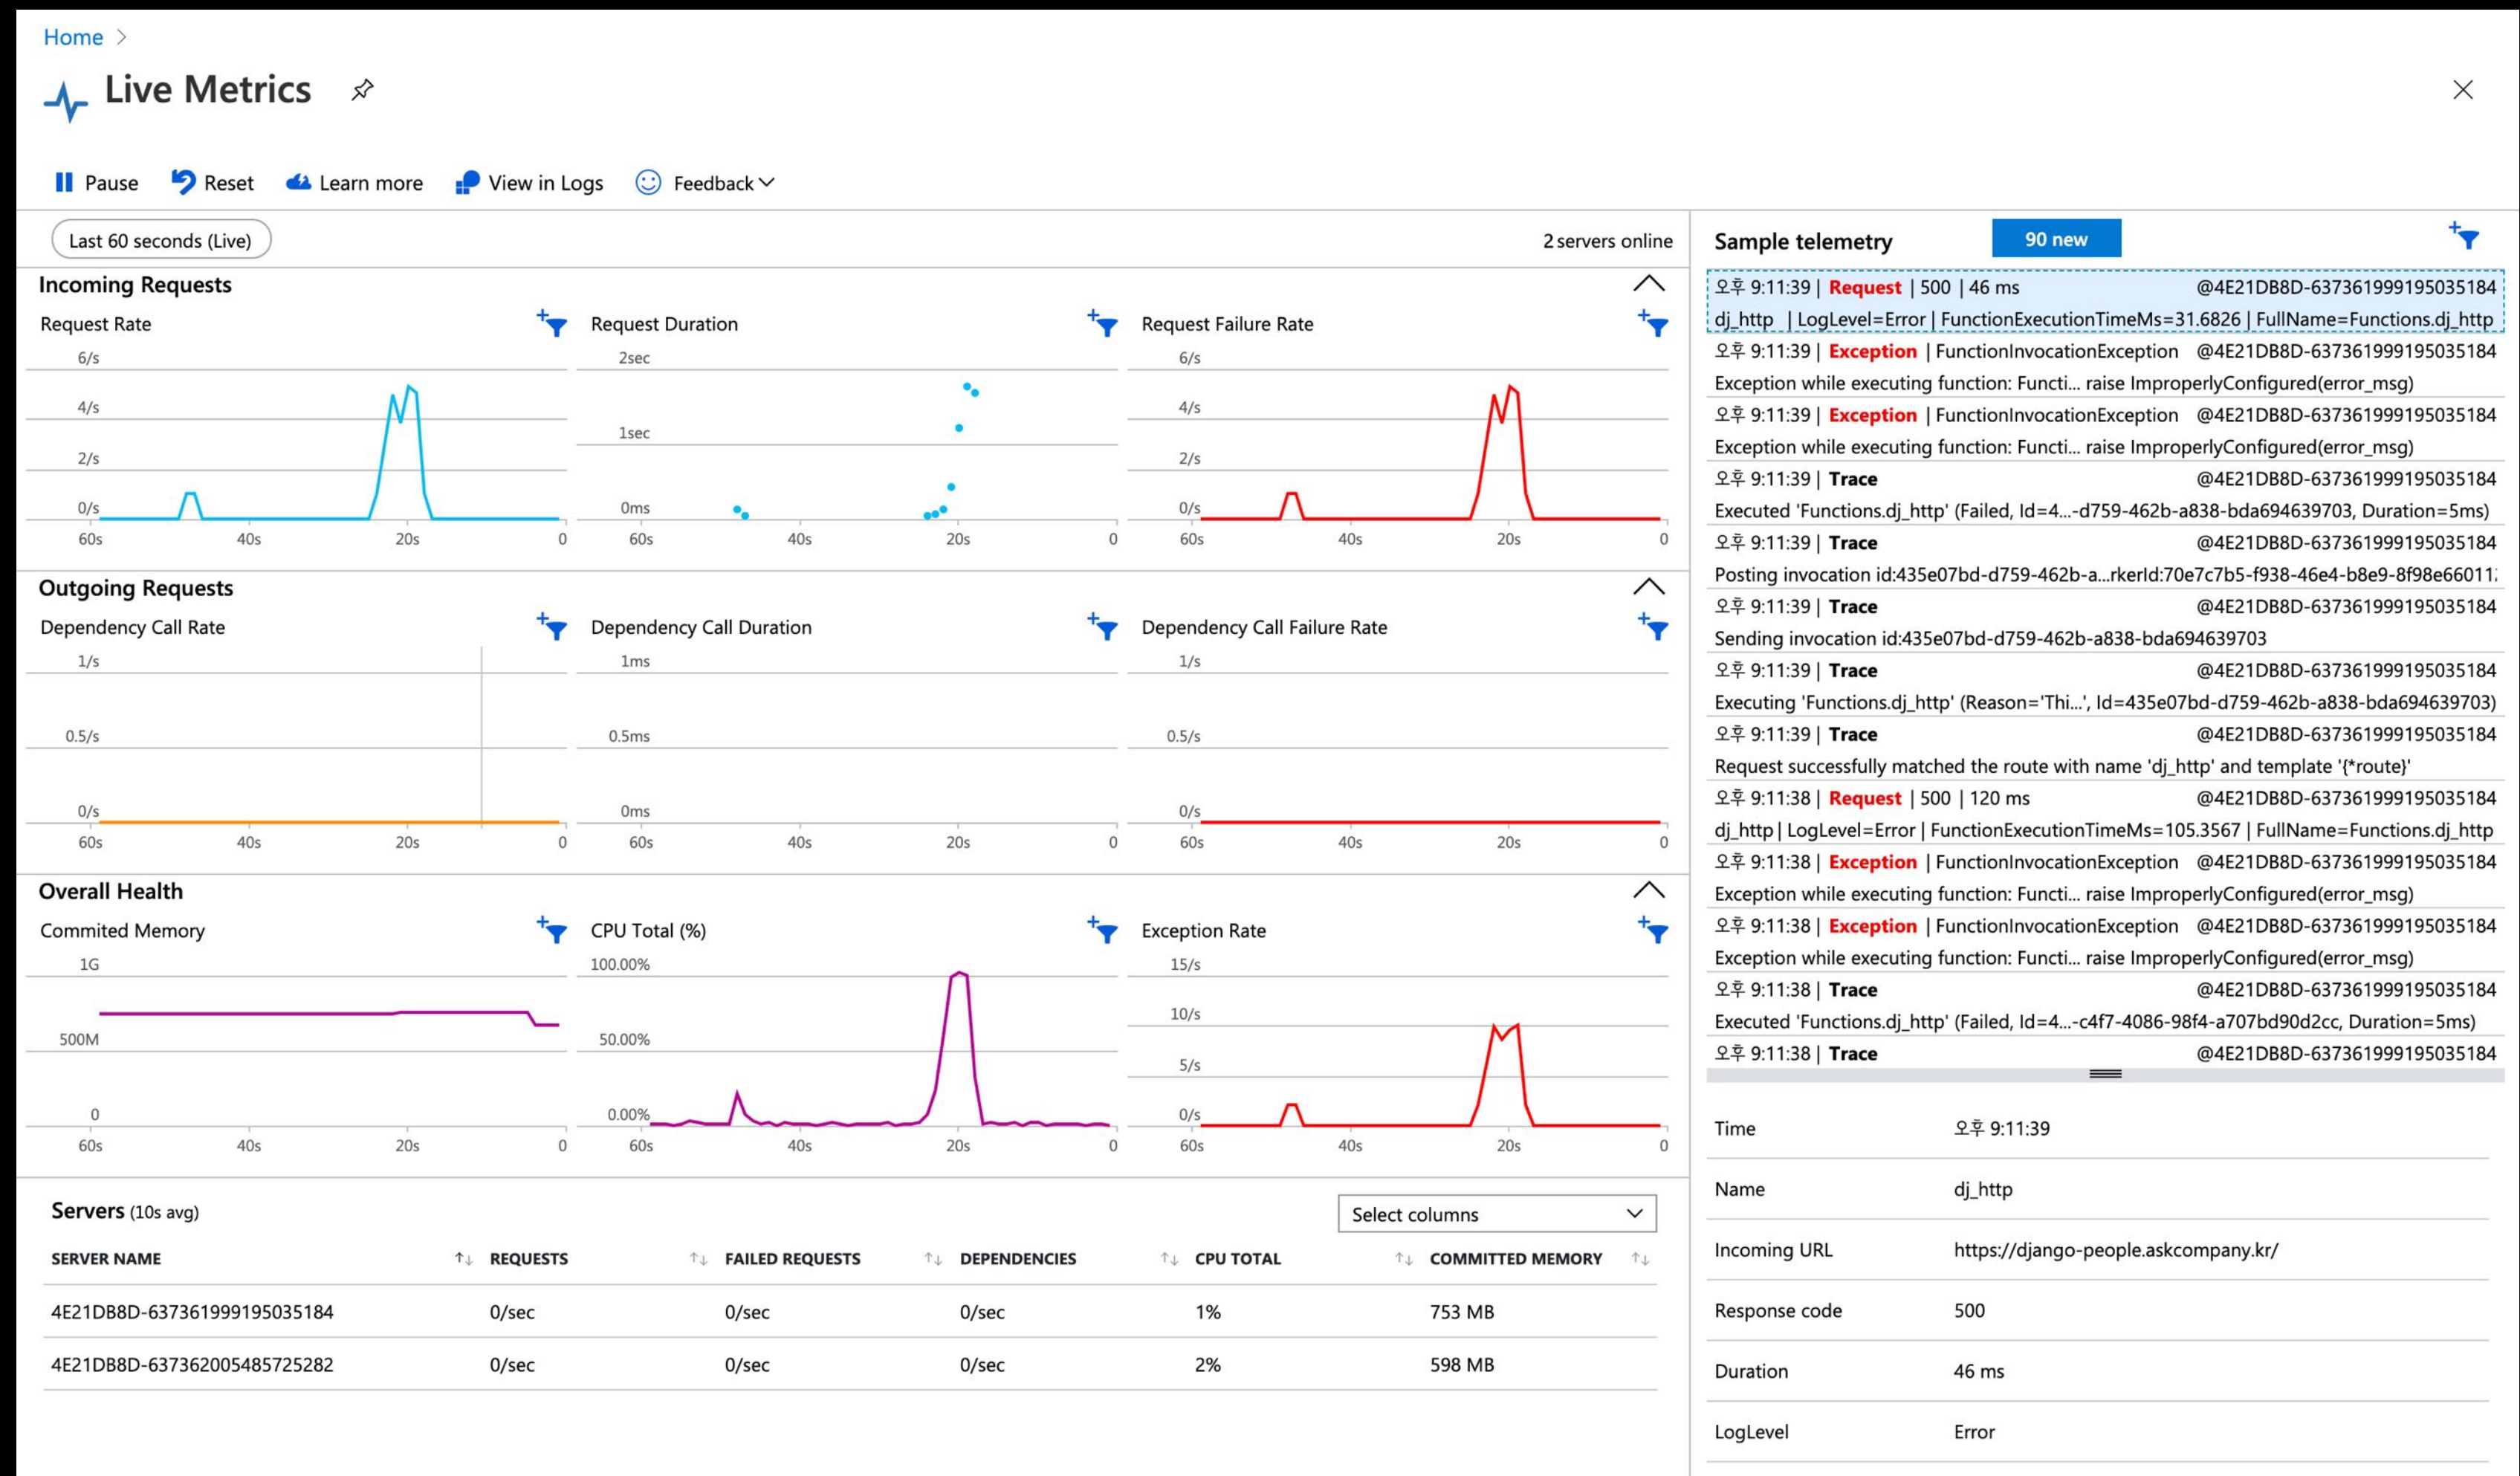 Home >
Live Metrics
Pause Reset Learn more View in Logs Feedback
Last 60 seconds (Live) 2 servers online
Incoming Requests
Request Rate
6/s
4/s
2/s
0/s
60s 40s 20s 0
Request Duration
2sec
1sec
0ms
60s 40s 20s 0
Request Failure Rate
6/s
4/s
2/s
0/s
60s 40s 20s 0
Outgoing Requests
Dependency Call Rate
1/s
0.5/s
0/s
60s 40s 20s 0
Dependency Call Duration
1ms
0.5ms
0ms
60s 40s 20s 0
Dependency Call Failure Rate
1/s
0.5/s
0/s
60s 40s 20s 0
Overall Health
Commited Memory
1G
500M
0
60s 40s 20s 0
CPU Total (%)
100.00%
50.00%
0.00%
60s 40s 20s 0
Exception Rate
15/s
10/s
5/s
0/s
60s 40s 20s 0
Servers (10s avg) Select columns
SERVER NAME REQUESTS FAILED REQUESTS DEPENDENCIES CPU TOTAL COMMITTED MEMORY
4E21DB8D-637361999195035184 0/sec 0/sec 0/sec 1% 753 MB
4E21DB8D-637362005485725282 0/sec 0/sec 0/sec 2% 598 MB
Sample telemetry 90 new
오후 9:11:39 | Request | 500 | 46 ms @4E21DB8D-637361999195035184
dj_http | LogLevel=Error | FunctionExecutionTimeMs=31.6826 | FullName=Functions.dj_http
오후 9:11:39 | Exception | FunctionInvocationException @4E21DB8D-637361999195035184
Exception while executing function: Functi... raise ImproperlyConfigured(error_msg)
오후 9:11:39 | Exception | FunctionInvocationException @4E21DB8D-637361999195035184
Exception while executing function: Functi... raise ImproperlyConfigured(error_msg)
오후 9:11:39 | Trace @4E21DB8D-637361999195035184
Executed 'Functions.dj_http' (Failed, Id=4...-d759-462b-a838-bda694639703, Duration=5ms)
오후 9:11:39 | Trace @4E21DB8D-637361999195035184
Posting invocation id:435e07bd-d759-462b-a...rkerId:70e7c7b5-f938-46e4-b8e9-8f98e66011
오후 9:11:39 | Trace @4E21DB8D-637361999195035184
Sending invocation id:435e07bd-d759-462b-a838-bda694639703
오후 9:11:39 | Trace @4E21DB8D-637361999195035184
Executing 'Functions.dj_http' (Reason='Thi...', Id=435e07bd-d759-462b-a838-bda694639703)
오후 9:11:39 | Trace @4E21DB8D-637361999195035184
Request successfully matched the route with name 'dj_http' and template '{*route}'
오후 9:11:38 | Request | 500 | 120 ms @4E21DB8D-637361999195035184
dj_http | LogLevel=Error | FunctionExecutionTimeMs=105.3567 | FullName=Functions.dj_http
오후 9:11:38 | Exception | FunctionInvocationException @4E21DB8D-637361999195035184
Exception while executing function: Functi... raise ImproperlyConfigured(error_msg)
오후 9:11:38 | Exception | FunctionInvocationException @4E21DB8D-637361999195035184
Exception while executing function: Functi... raise ImproperlyConfigured(error_msg)
오후 9:11:38 | Trace @4E21DB8D-637361999195035184
Executed 'Functions.dj_http' (Failed, Id=4...-c4f7-4086-98f4-a707bd90d2cc, Duration=5ms)
오후 9:11:38 | Trace @4E21DB8D-637361999195035184
Time 오후 9:11:39
Name dj_http
Incoming URL https://django-people.askcompany.kr/
Response code 500
Duration 46 ms
LogLevel Error